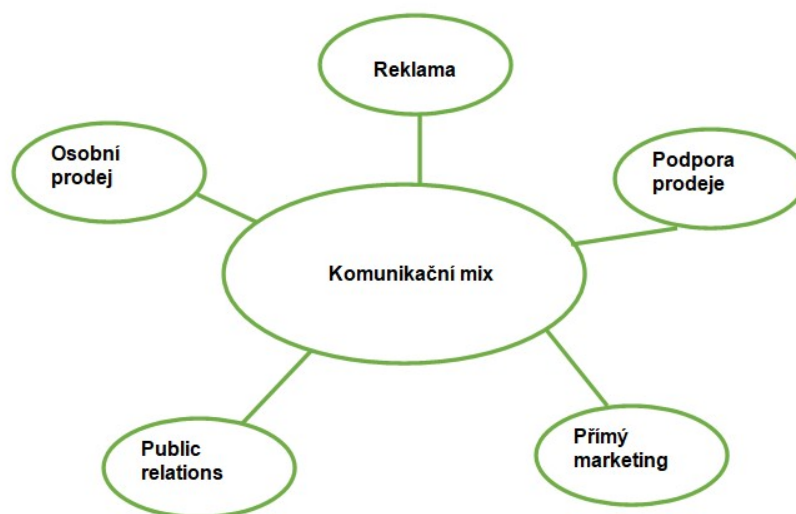 Reklama
Osobní
prodej
Podpora
prodeje
Komunikační mix
Public
relations
Přímý
marketing